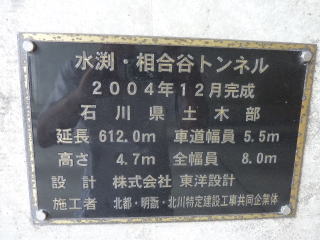 水渕・相合谷トンネル
2004年12月完成
石川県土木部
延長 612.0m 車道幅員 5.5m
高さ 4.7m 全幅員 8.0m
設計 株式会社 東洋設計
施工者 北都・明翫・北川特定建設工事共同企業体